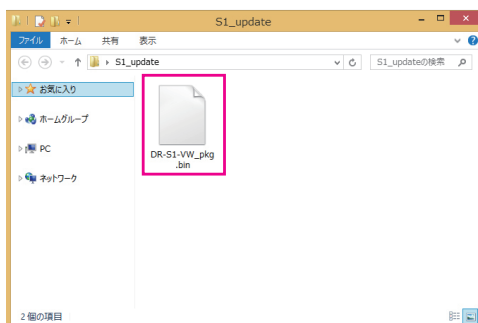 S1_update
ファイル ホーム 共有 表示
S1_update
S1_updateの検索
お気に入り
ホームグループ
PC
ネットワーク
DR-S1-VW_pkg
.bin
2 個の項目